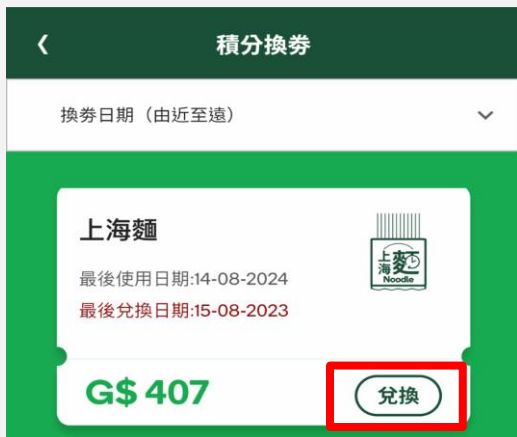 積分換券
換券日期（由近至遠）
上海麵
上海麵
Noodle
最後使用日期:14-08-2024
最後兌換日期:15-08-2023
G$ 407
兌換